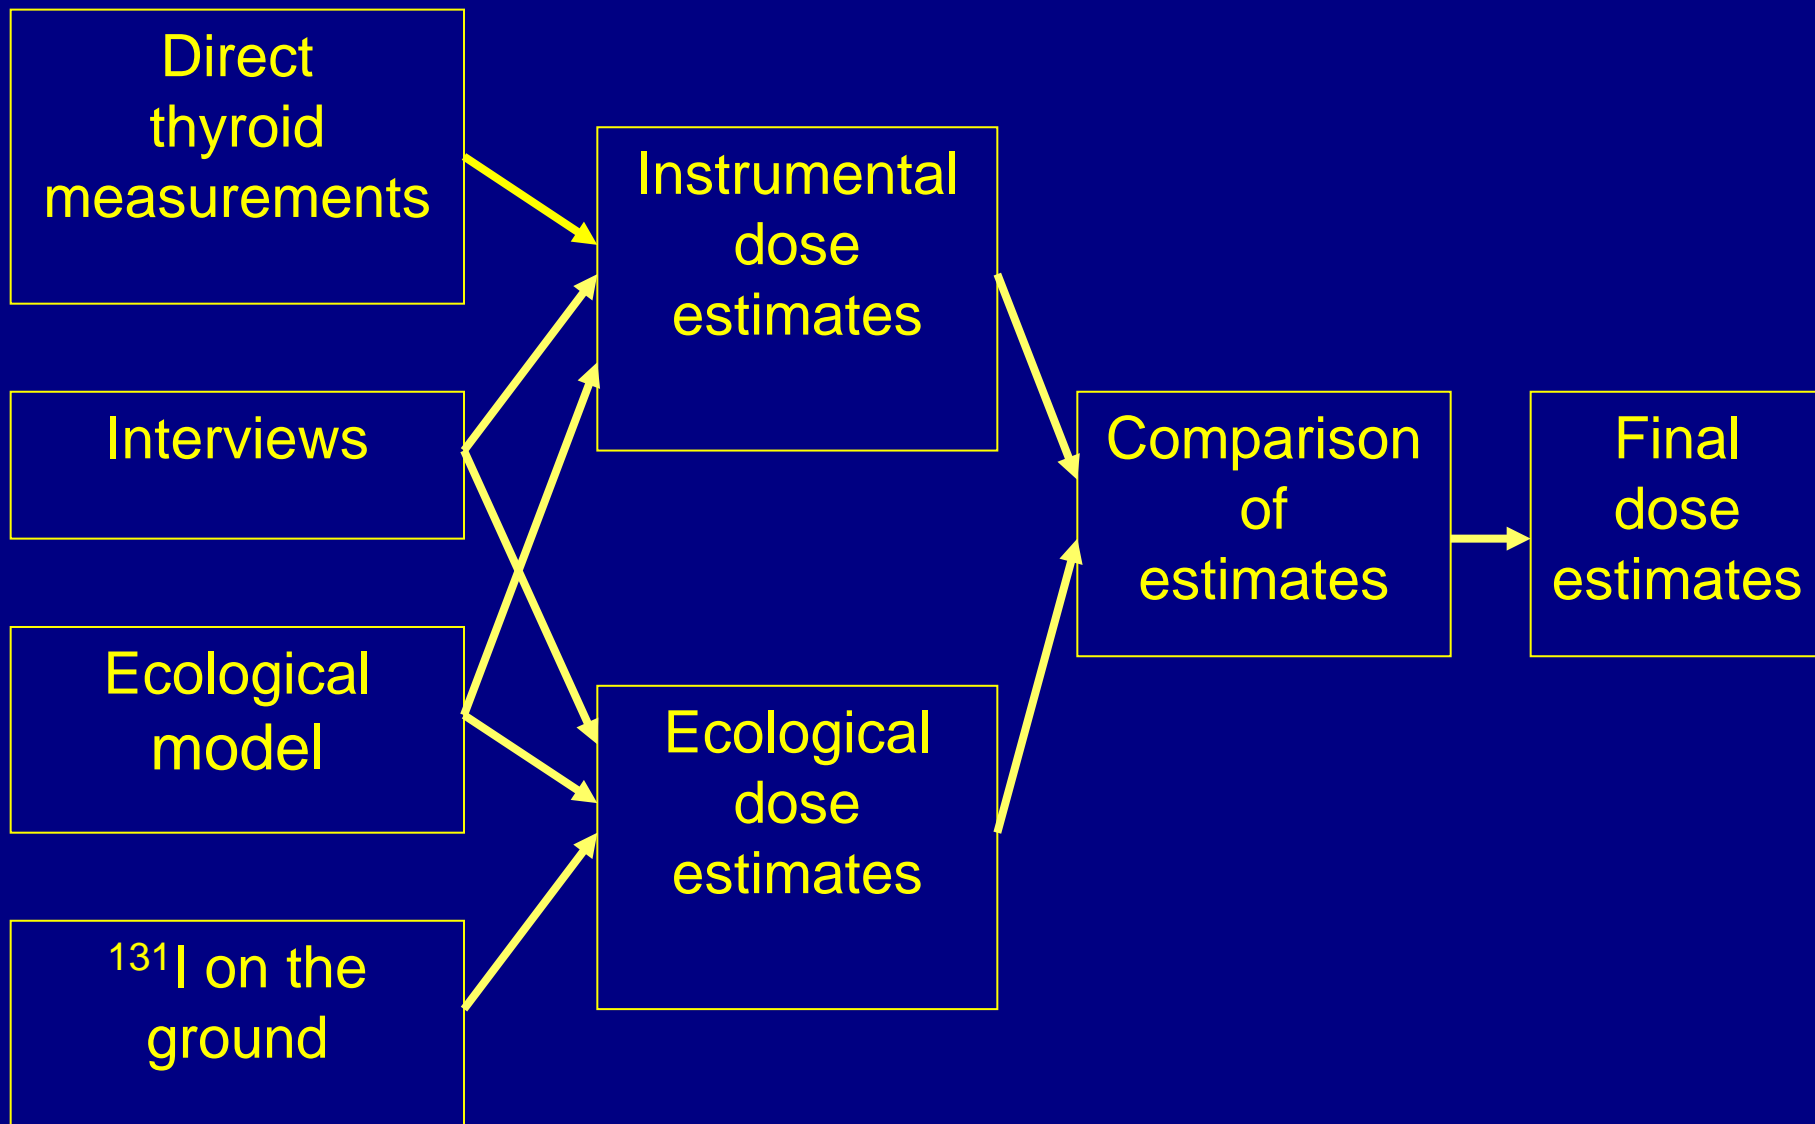 Direct
thyroid
measurements
Interviews
Ecological
model
¹³¹I on the
ground
Instrumental
dose
estimates
Ecological
dose
estimates
Comparison
of
estimates
Final
dose
estimates